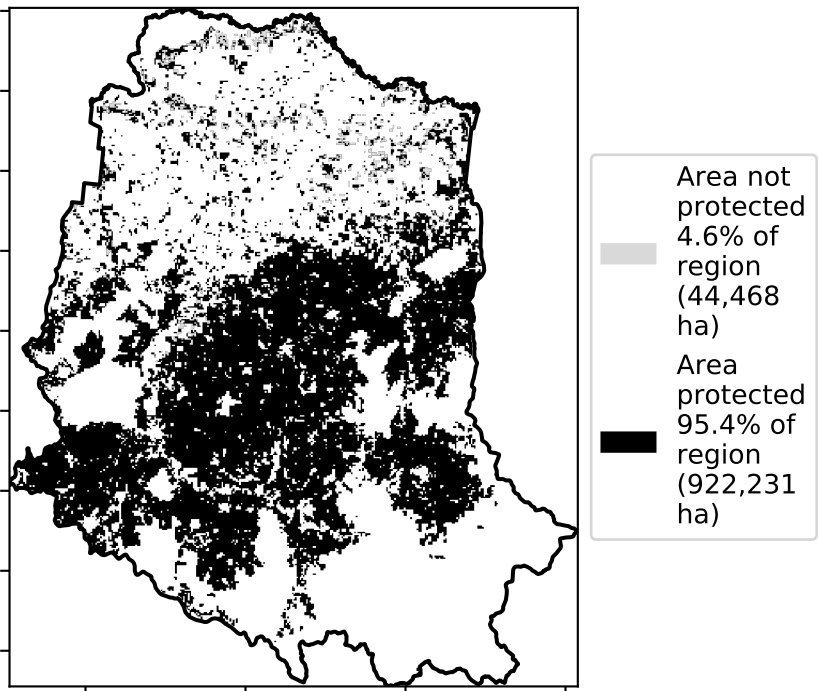 Area not
protected
4.6% of
region
(44,468
ha)
Area
protected
95.4% of
region
(922,231
ha)